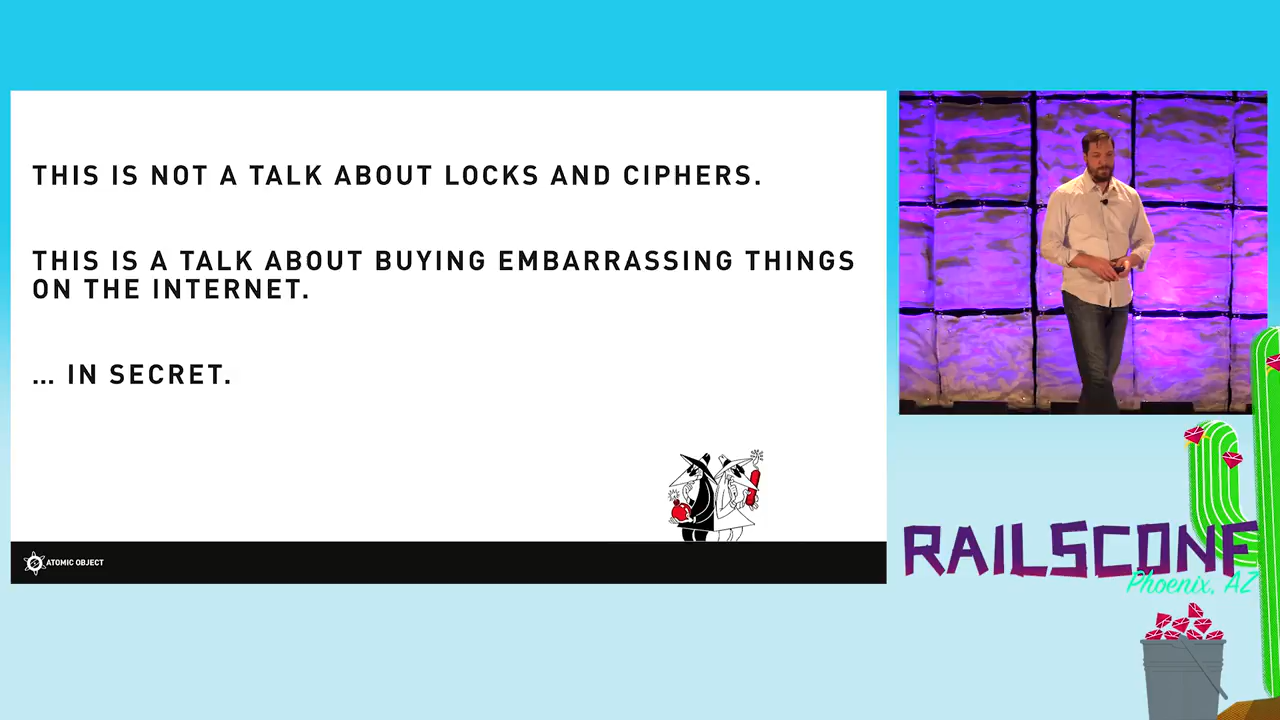 THIS IS NOT A TALK ABOUT LOCKS AND CIPHERS.
THIS IS A TALK ABOUT BUYING EMBARRASSING THINGS
ON THE INTERNET.
... IN SECRET.
ATOMIC OBJECT
RAILSCONF
Phoenix, AZ